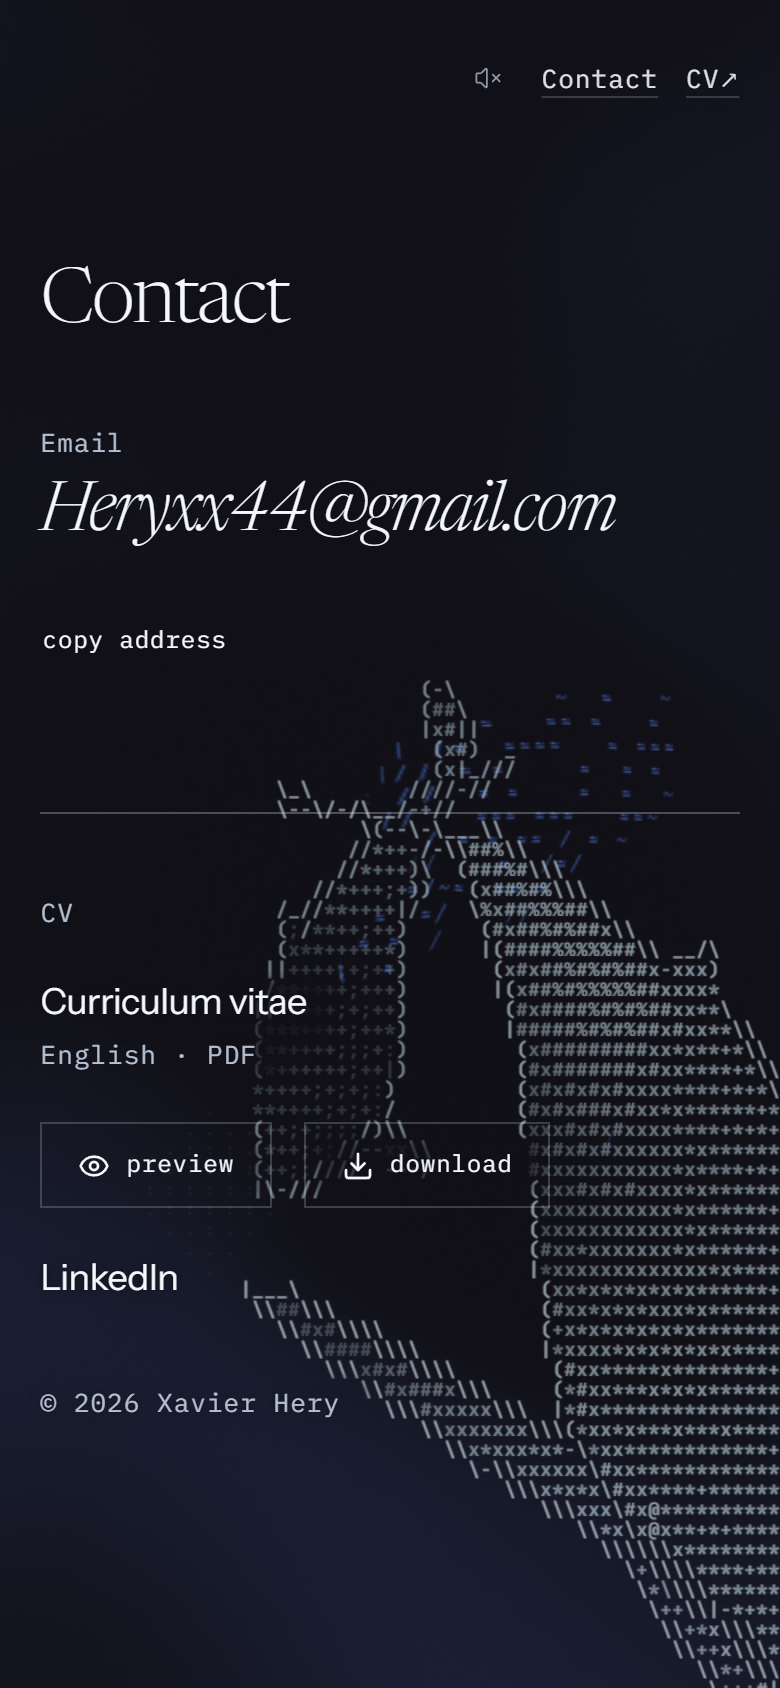 Contact CV↗
Contact
Email
Heryxx44@gmail.com
copy address
CV
Curriculum vitae
English · PDF
preview download
LinkedIn
© 2026 Xavier Hery